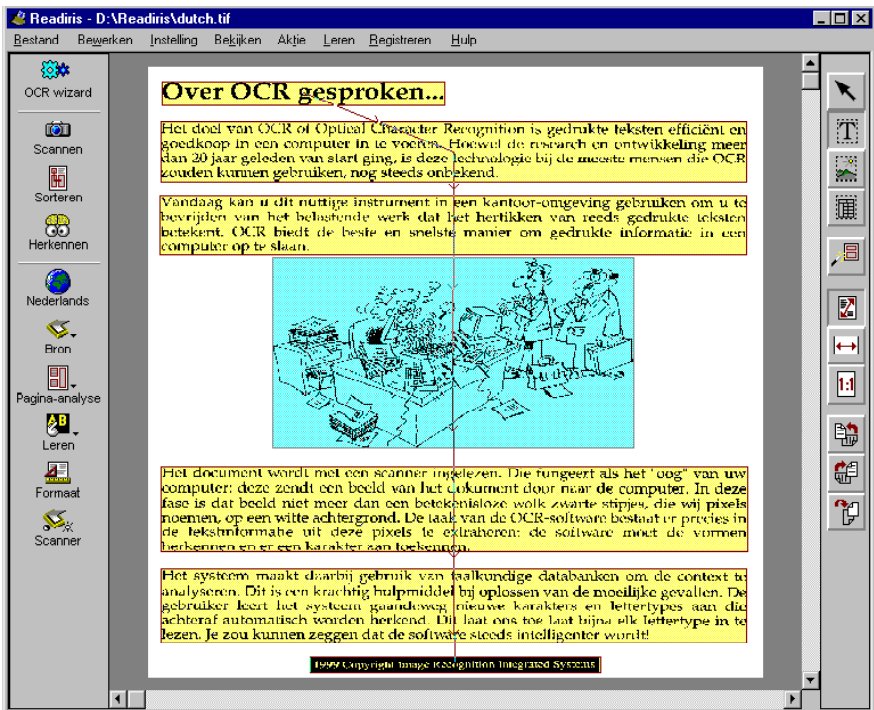 Readiris - D:\Readiris\dutch.tif
Bestand Bewerken Instelling Bekijken Aktie Leren Registreren Hulp
OCR wizard
Scannen
Sorteren
Herkennen
Nederlands
Bron
Pagina-analyse
Leren
Formaat
Scanner
Over OCR gesproken...
Het doel van OCR of Optical Character Recognition is gedrukte teksten efficiënt en
goedkoop in een computer in te voeren. Hoewel de research en ontwikkeling meer
dan 20 jaar geleden van start ging, is deze technologie bij de meeste mensen die OCR
zouden kunnen gebruiken, nog steeds onbekend.
Vandaag kan u dit nuttige instrument in een kantoor-omgeving gebruiken om u te
bevrijden van het belastende werk dat het hertikken van reeds gedrukte teksten
betekent. OCR biedt de beste en snelste manier om gedrukte informatie in een
computer op te slaan.
Het document wordt met een scanner ingelezen. Die fungeert als het "oog" van uw
computer: deze zendt een beeld van het dokument door naar de computer. In deze
fase is dat beeld niet meer dan een betekenisloze wolk zwarte stipjes, die wij pixels
noemen, op een witte achtergrond. De taak van de OCR-software bestaat er precies in
de tekstinformatie uit deze pixels te extraheren: de software moet de vormen
herkennen en er een karakter aan toekennen.
Het systeem maakt daarbij gebruik van taalkundige databanken om de context te
analyseren. Dit is een krachtig hulpmiddel bij oplossen van de moeilijke gevallen. De
gebruiker leert het systeem gaandeweg nieuwe karakters en lettertypes aan die
achteraf automatisch worden herkend. Dit laat ons toe laat bijna elk lettertype in te
lezen. Je zou kunnen zeggen dat de software steeds intelligenter wordt!
1999 Copyright Image Recognition Integrated Systems
T
1:1